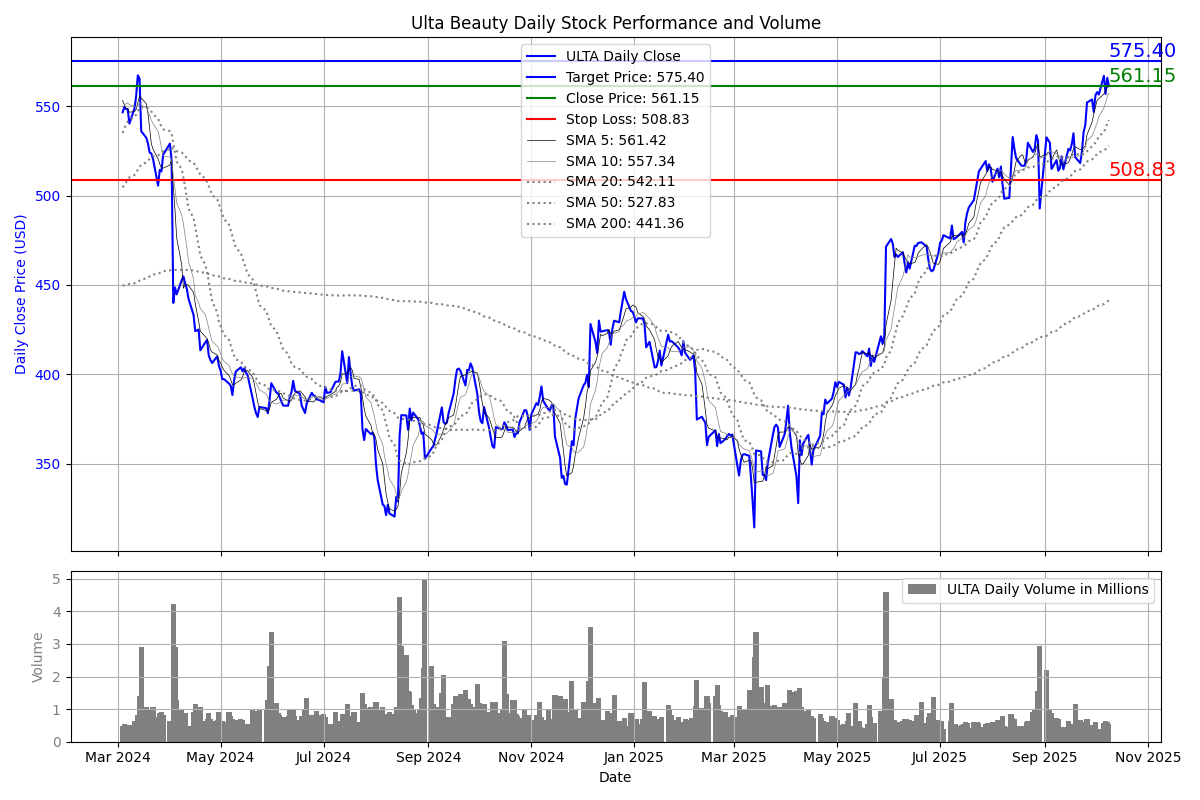 Ulta Beauty Daily Stock Performance and Volume
575.40
561.15
508.83
ULTA Daily Close
Target Price: 575.40
Close Price: 561.15
Stop Loss: 508.83
SMA 5: 561.42
SMA 10: 557.34
SMA 20: 542.11
SMA 50: 527.83
SMA 200: 441.36
Daily Close Price (USD)
550
500
450
400
350
ULTA Daily Volume in Millions
Volume
5
4
3
2
1
0
Mar 2024 May 2024 Jul 2024 Sep 2024 Nov 2024 Jan 2025 Mar 2025 May 2025 Jul 2025 Sep 2025 Nov 2025
Date